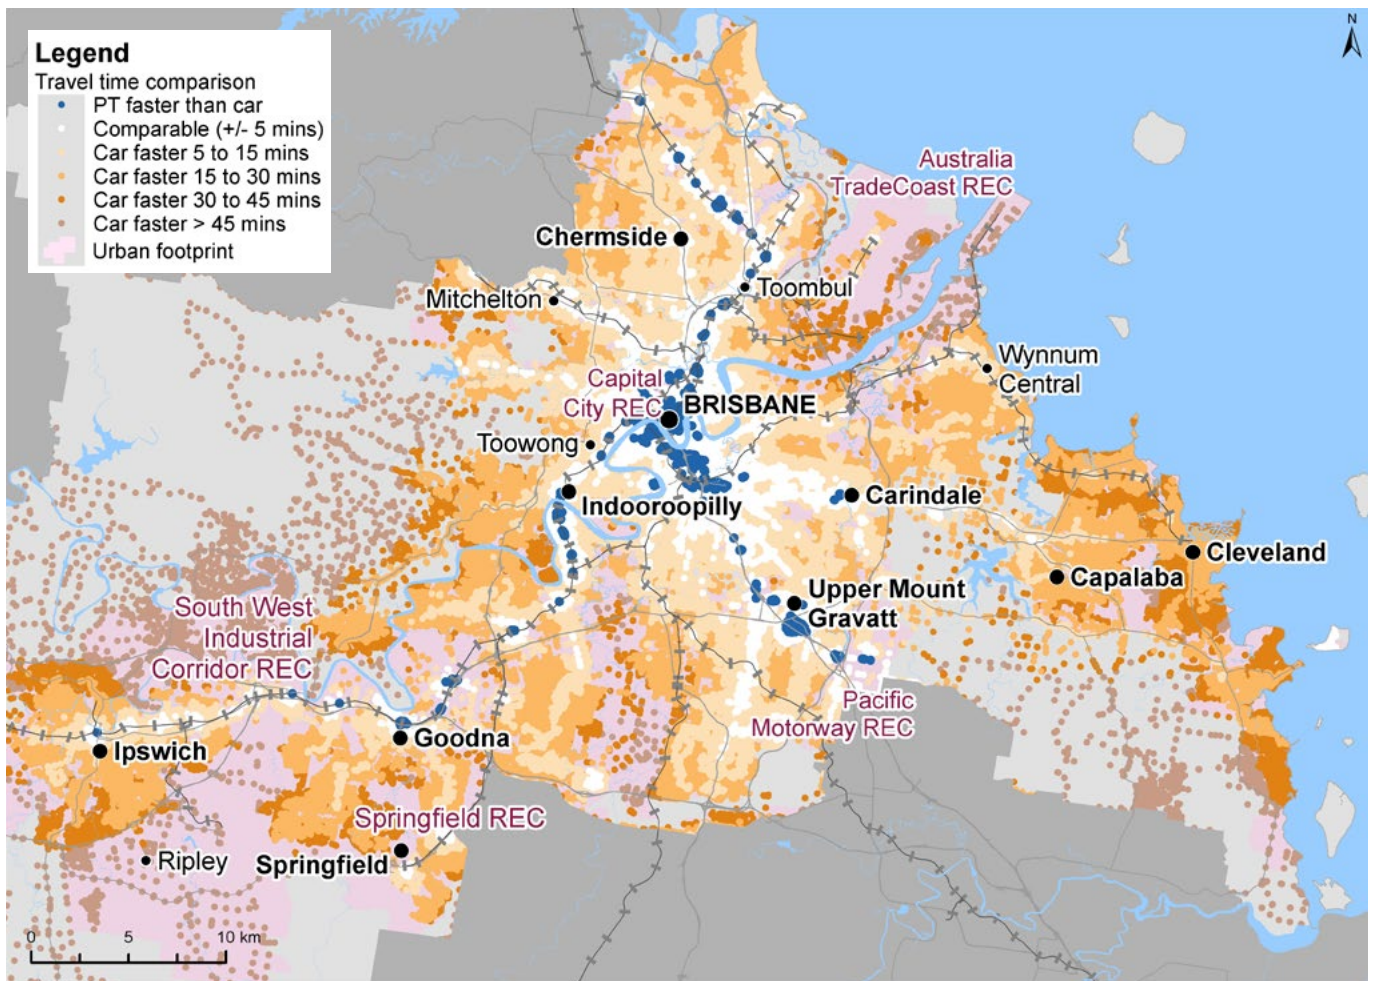 Legend
Travel time comparison
PT faster than car
Comparable (+/- 5 mins)
Car faster 5 to 15 mins
Car faster 15 to 30 mins
Car faster 30 to 45 mins
Car faster > 45 mins
Urban footprint
N
Australia
TradeCoast REC
Chermside
Mitchelton
Toombul
Wynnum
Central
Capital
City REC
BRISBANE
Toowong
Indooroopilly
Carindale
Cleveland
Capalaba
Upper Mount
Gravatt
South West
Industrial
Corridor REC
Pacific
Motorway REC
Ipswich
Goodna
Springfield REC
Springfield
Ripley
0 5 10 km